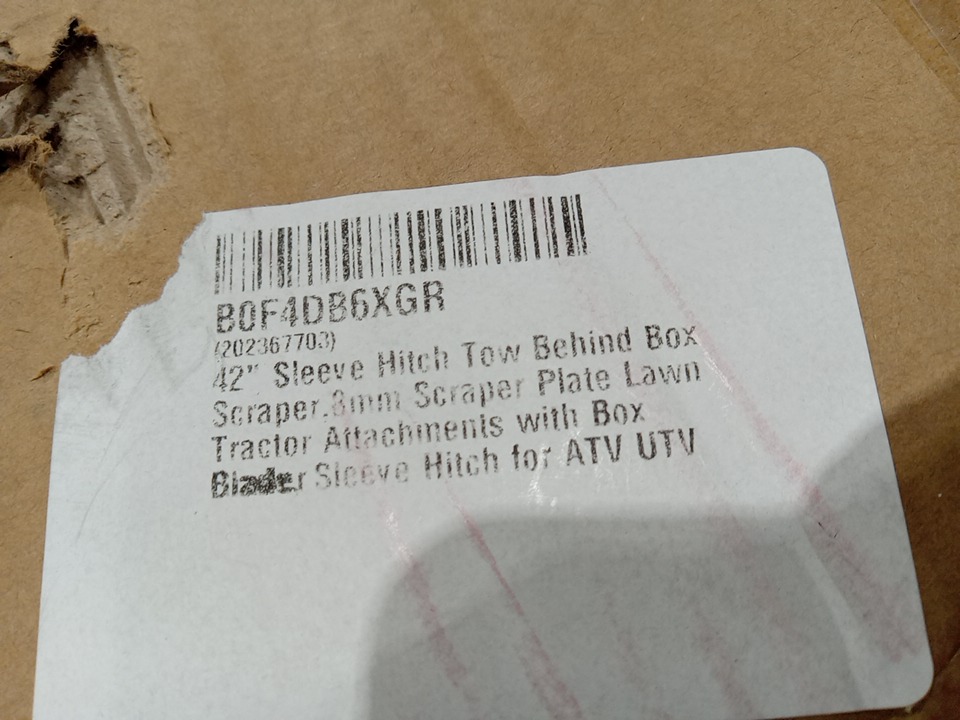 B0F4DB6XGR
(202367703)
42" Sleeve Hitch Tow Behind Box
Scraper,8mm Scraper Plate Lawn
Tractor Attachments with Box
Sleeve Hitch for ATV UTV